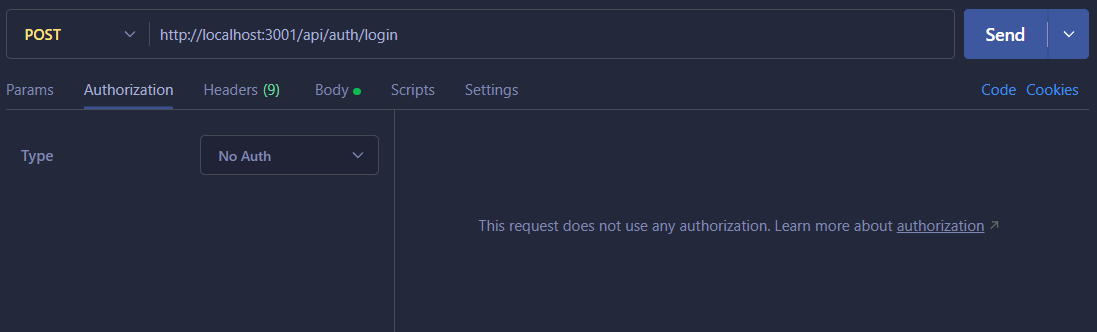 POST http://localhost:3001/api/auth/login Send
Params Authorization Headers (9) Body Scripts Settings Code Cookies
Type No Auth
This request does not use any authorization. Learn more about authorization ↗